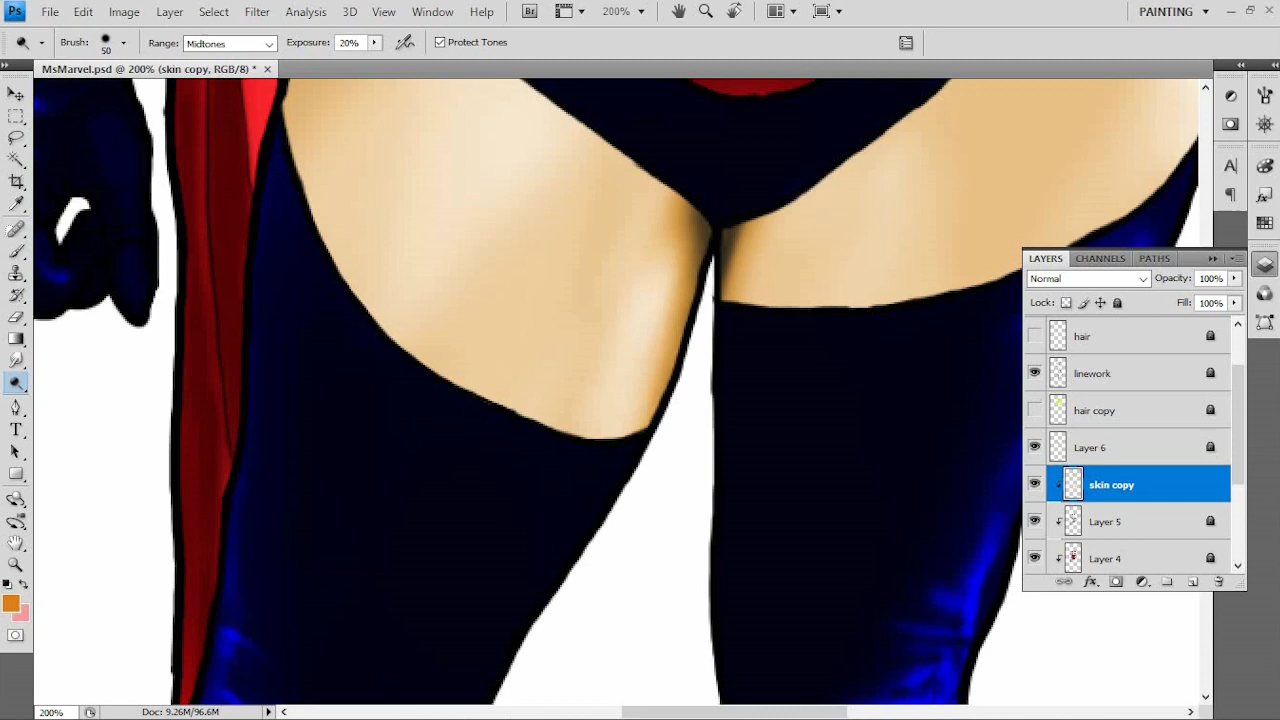 Ps File Edit Image Layer Select Filter Analysis 3D View Window Help Br 200% PAINTING
Brush: 50 Range: Midtones Exposure: 20% Protect Tones
MsMarvel.psd @ 200% (skin copy, RGB/8) *
LAYERS CHANNELS PATHS
Normal Opacity: 100%
Lock: Fill: 100%
hair
linework
hair copy
Layer 6
skin copy
Layer 5
Layer 4
200% Doc: 9.26M/96.6M